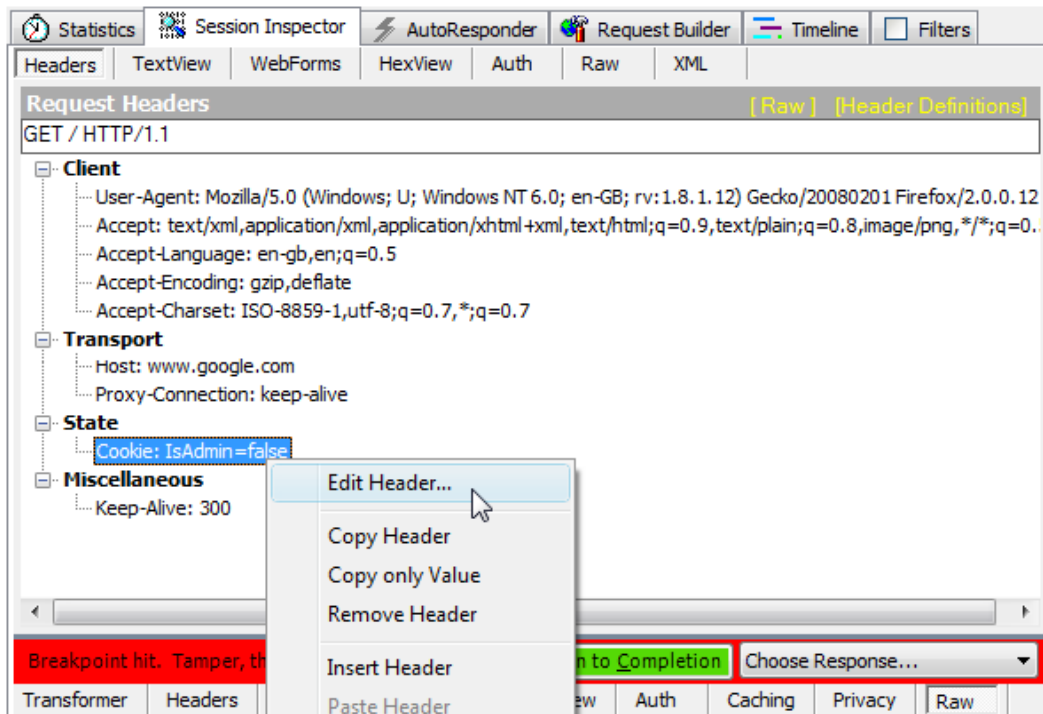 Statistics Session Inspector AutoResponder Request Builder Timeline Filters
Headers TextView WebForms HexView Auth Raw XML
Request Headers [ Raw ] [Header Definitions]
GET / HTTP/1.1
Client
User-Agent: Mozilla/5.0 (Windows; U; Windows NT 6.0; en-GB; rv:1.8.1.12) Gecko/20080201 Firefox/2.0.0.12
Accept: text/xml,application/xml,application/xhtml+xml,text/html;q=0.9,text/plain;q=0.8,image/png,*/*;q=0.
Accept-Language: en-gb,en;q=0.5
Accept-Encoding: gzip,deflate
Accept-Charset: ISO-8859-1,utf-8;q=0.7,*;q=0.7
Transport
Host: www.google.com
Proxy-Connection: keep-alive
State
Cookie: IsAdmin=false
Miscellaneous
Keep-Alive: 300
Edit Header...
Copy Header
Copy only Value
Remove Header
Insert Header
Paste Header
Breakpoint hit. Tamper, th n to Completion Choose Response...
Transformer Headers ew Auth Caching Privacy Raw